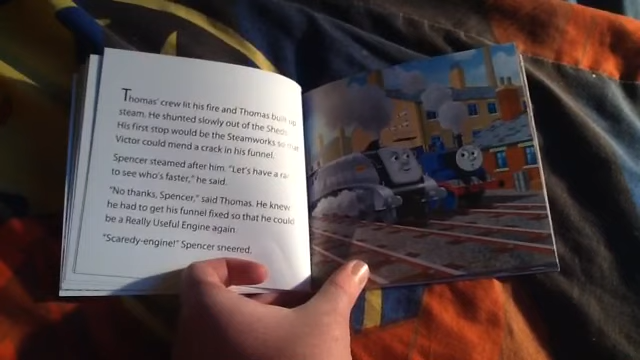 Thomas' crew lit his fire and Thomas built up
steam. He shunted slowly out of the Sheds.
His first stop would be the Steamworks so that
Victor could mend a crack in his funnel.
Spencer steamed after him. "Let's have a race
to see who's faster," he said.
"No thanks, Spencer," said Thomas. He knew
he had to get his funnel fixed so that he could
be a Really Useful Engine again
"Scaredy-engine!" Spencer sneered.